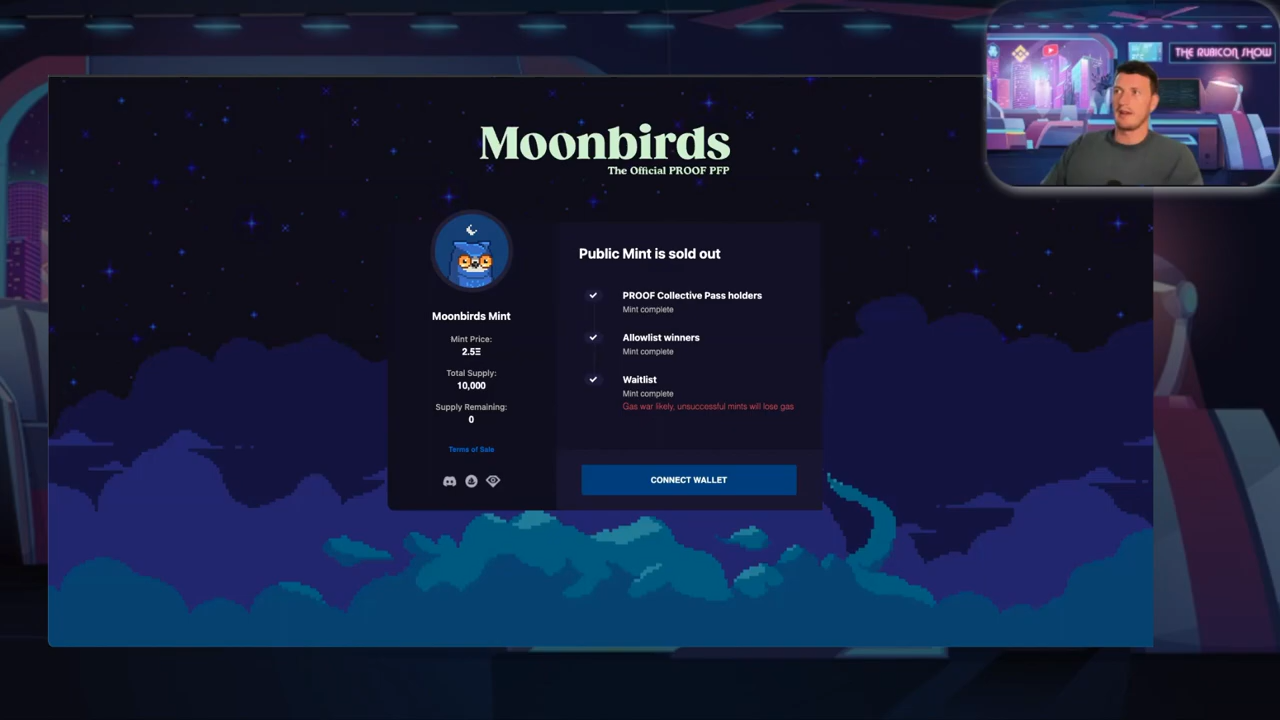 THE RUBICON SHOW
Moonbirds
The Official PROOF PFP
Moonbirds Mint
Mint Price:
2.5Ξ
Total Supply:
10,000
Supply Remaining:
0
Terms of Sale
Public Mint is sold out
PROOF Collective Pass holders
Mint complete
Allowlist winners
Mint complete
Waitlist
Mint complete
Gas war likely, unsuccessful mints will lose gas
CONNECT WALLET